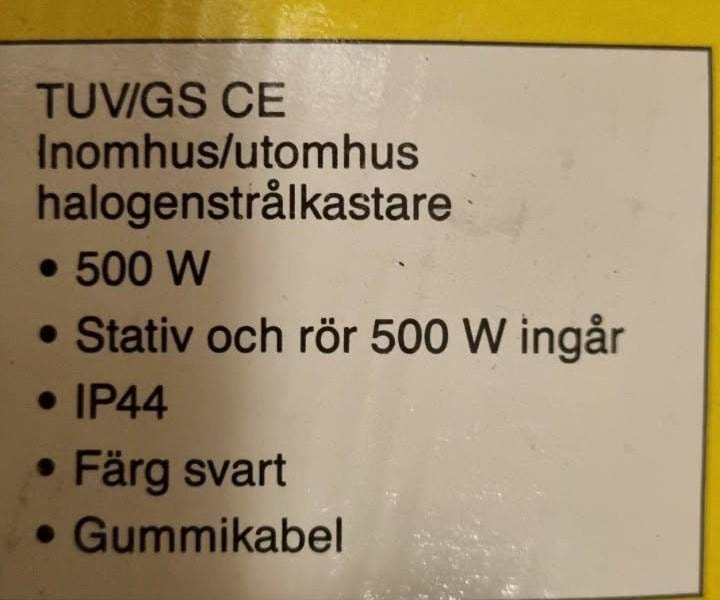 TUV/GS CE
Inomhus/utomhus
halogenstrålkastare
• 500 W
• Stativ och rör 500 W ingår
• IP44
• Färg svart
• Gummikabel